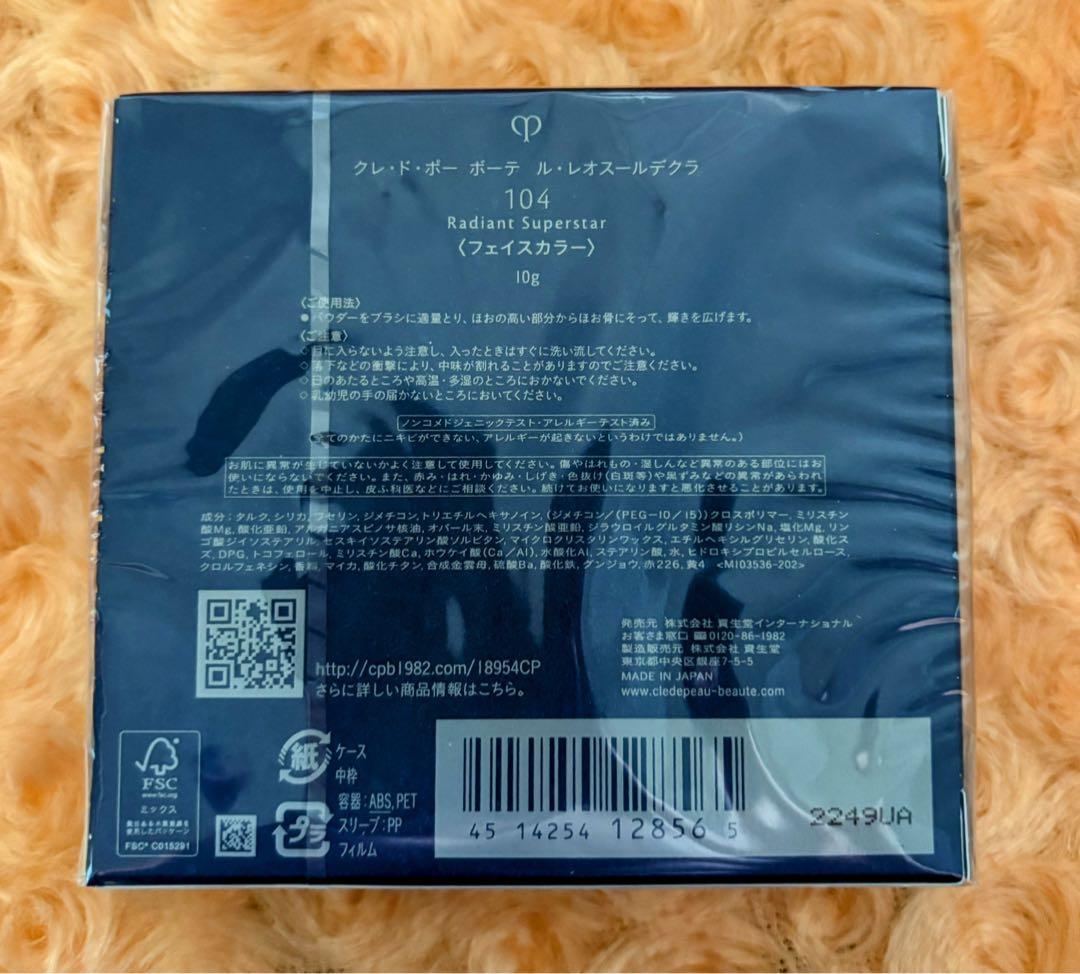 クレ・ド・ポー ボーテ ル・レオスールデクラ
104
Radiant Superstar
〈フェイスカラー〉
10g
〈ご使用法〉
●パウダーをブラシに適量とり、ほおの高い部分からほお骨にそって、輝きを広げます。
〈ご注意〉
○目に入らないよう注意し、入ったときはすぐに洗い流してください。
○落下などの衝撃により、中味が割れることがありますのでご注意ください。
○日のあたるところや高温・多湿のところにおかないでください。
○乳幼児の手の届かないところにおいてください。
ノンコメドジェニックテスト・アレルギーテスト済み
(全てのかたにニキビができない、アレルギーが起きないというわけではありません。)
お肌に異常が生じていないかよく注意して使用してください。傷やはれもの・湿しんなど異常のある部位にはお
使いにならないでください。また、赤み・はれ・かゆみ・しげき・色抜け(白斑等)や黒ずみなどの異常があらわれ
たときは、使用を中止し、皮ふ科医などにご相談ください。続けてお使いになりますと悪化することがあります。
成分:タルク, シリカ, ワセリン, ジメチコン, トリエチルヘキサノイン, (ジメチコン/(PEG-10/15))クロスポリマー, ミリスチン
酸Mg, 酸化亜鉛, アルガニアスピノサ核油, オパール末, ミリスチン酸亜鉛, ジラウロイルグルタミン酸リシンNa, 塩化Mg, リン
ゴ酸ジイソステアリル, セスキイソステアリン酸ソルビタン, マイクロクリスタリンワックス, エチルヘキシルグリセリン, 酸化ス
ズ, DPG, トコフェロール, ミリスチン酸Ca, ホウケイ酸(Ca/Al), 水酸化Al, ステアリン酸, 水, ヒドロキシプロピルセルロース,
クロルフェネシン, 香料, マイカ, 酸化チタン, 合成金雲母, 硫酸Ba, 酸化鉄, グンジョウ, 赤226, 黄4 <MI03536-202>
http://cpb1982.com/18954CP
さらに詳しい商品情報はこちら。
発売元 株式会社 資生堂インターナショナル
お客さま窓口 0120-86-1982
製造販売元 株式会社 資生堂
東京都中央区銀座7-5-5
MADE IN JAPAN
www.cledepeau-beaute.com
FSC
www.fsc.org
ミックス
責任ある木質資源を
使用したパッケージ
FSC® C015291
紙
ケース
中枠
プラ
容器:ABS, PET
スリーブ:PP
フィルム
45 14254 12856 5
2249UA